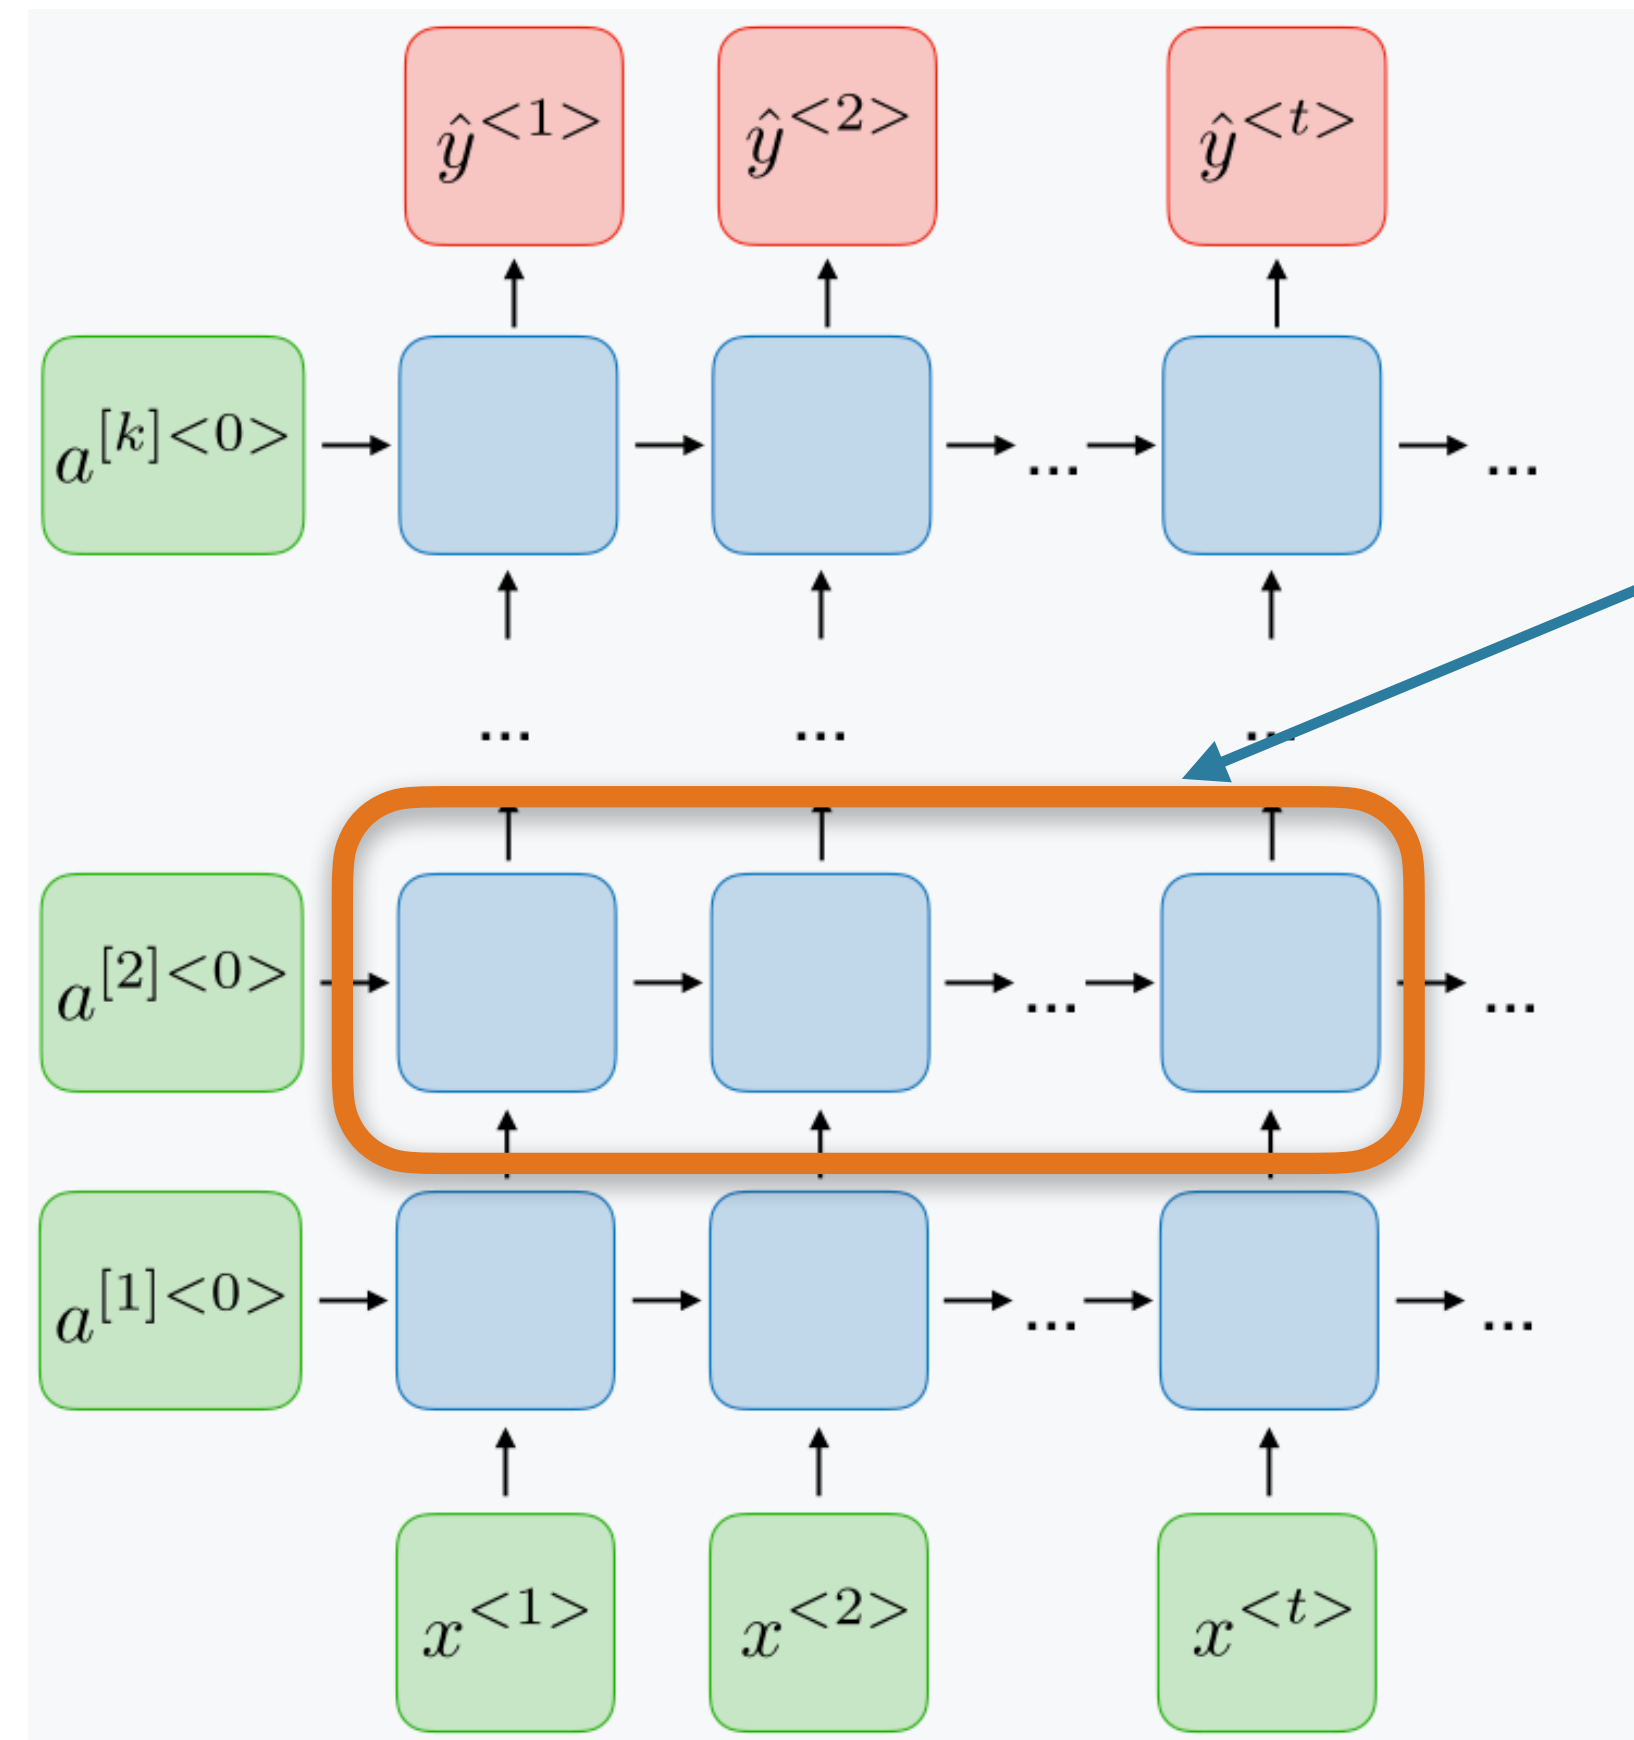 ŷ<1> ŷ<2> ŷ<t>
a[k]<0> ... ...
... ... ...
a[2]<0> ... ...
a[1]<0> ... ...
x<1> x<2> x<t>